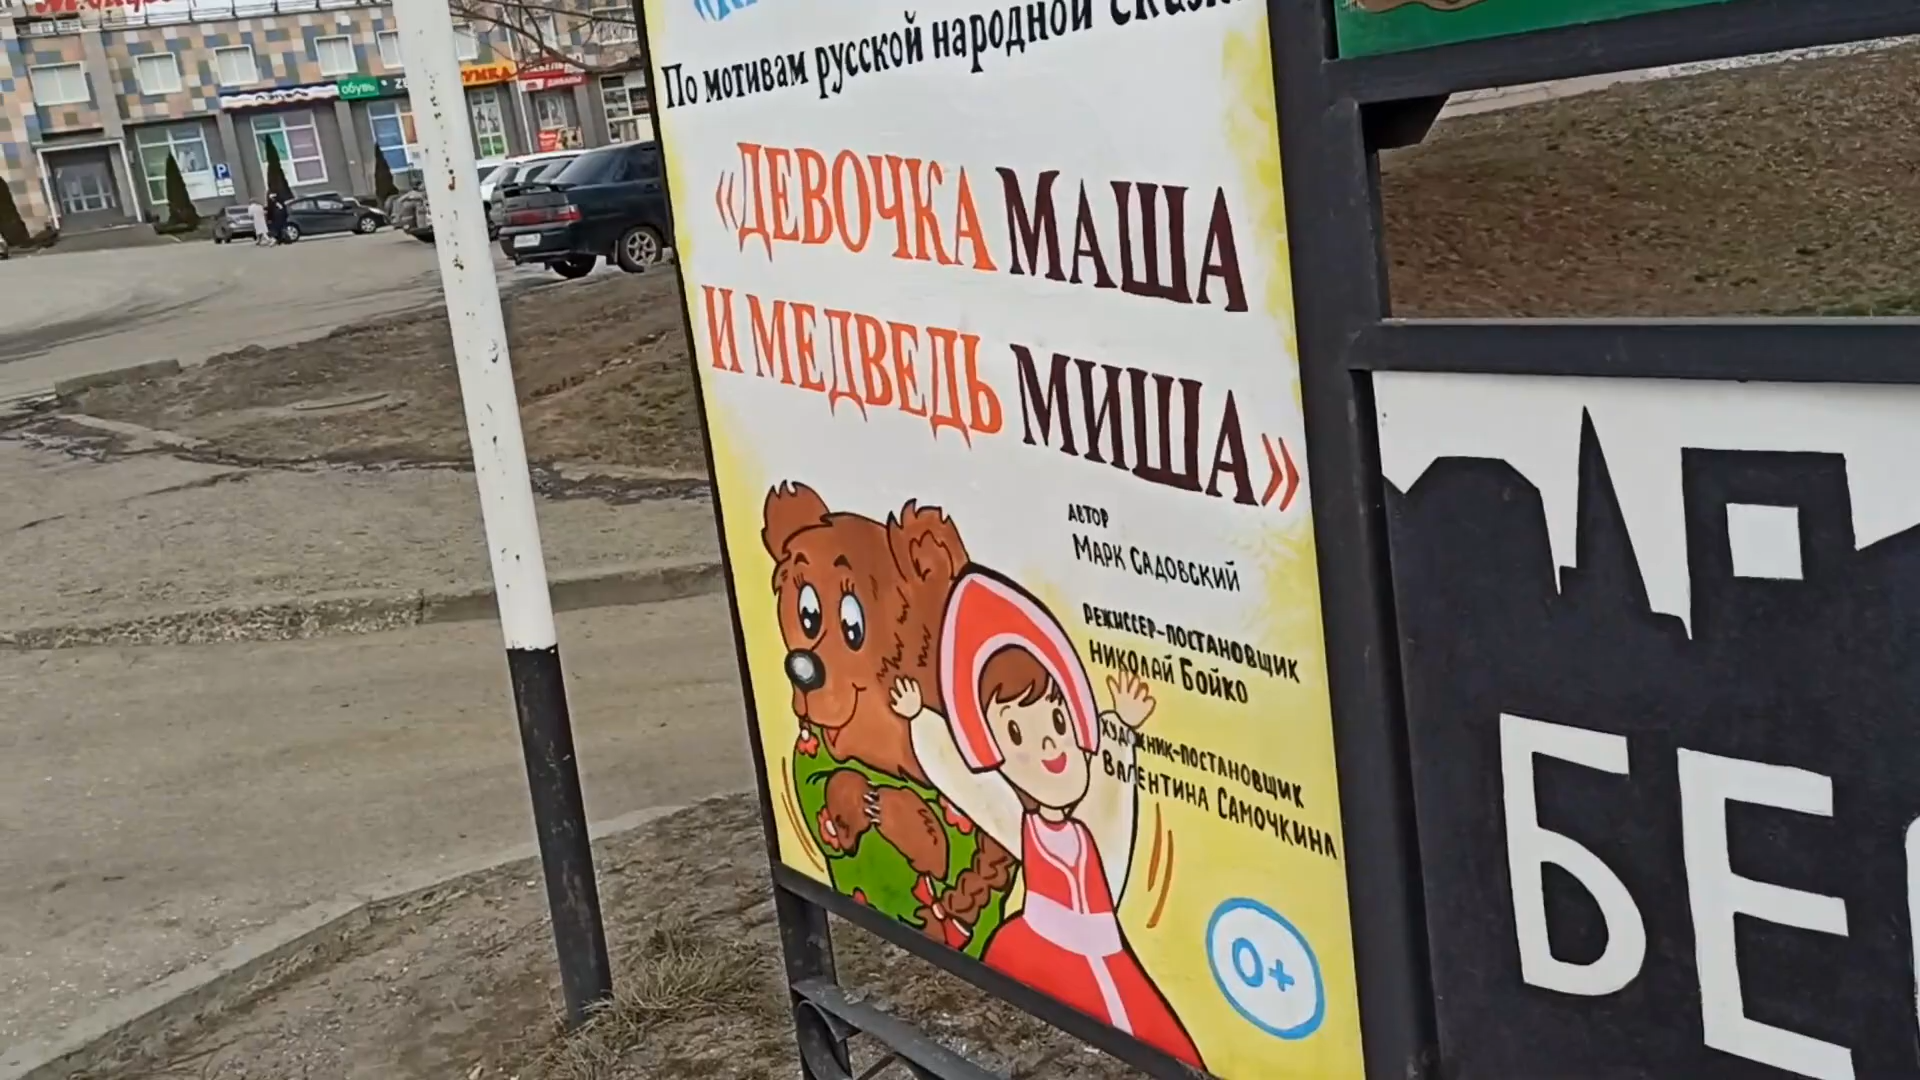 обувь
По мотивам русской народной
«ДЕВОЧКА МАША
И МЕДВЕДЬ МИША»
АВТОР
МАРК САДОВСКИЙ
РЕЖИССЕР-ПОСТАНОВЩИК
НИКОЛАЙ БОЙКО
ХУДОЖНИК-ПОСТАНОВЩИК
ВАЛЕНТИНА САМОЧКИНА
0+
БЕ
P